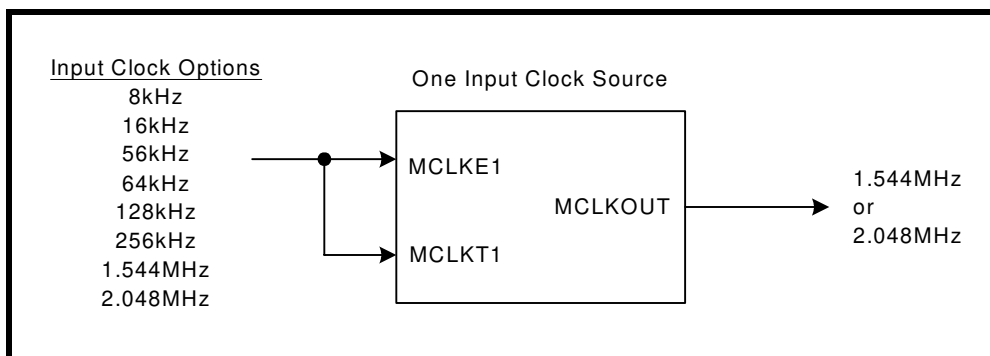 Input Clock Options
8kHz
16kHz
56kHz
64kHz
128kHz
256kHz
1.544MHz
2.048MHz
One Input Clock Source
MCLKE1
MCLKT1
MCLKOUT
1.544MHz
or
2.048MHz